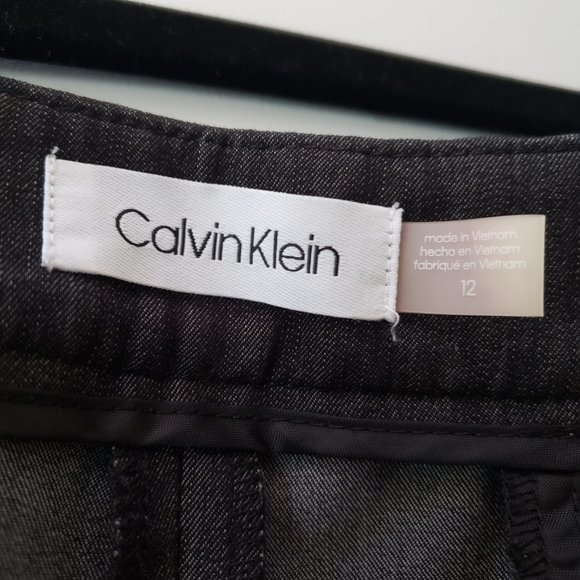 Calvin Klein
made in Vietnam
hecho en Vietnam
fabriqué en Vietnam
12